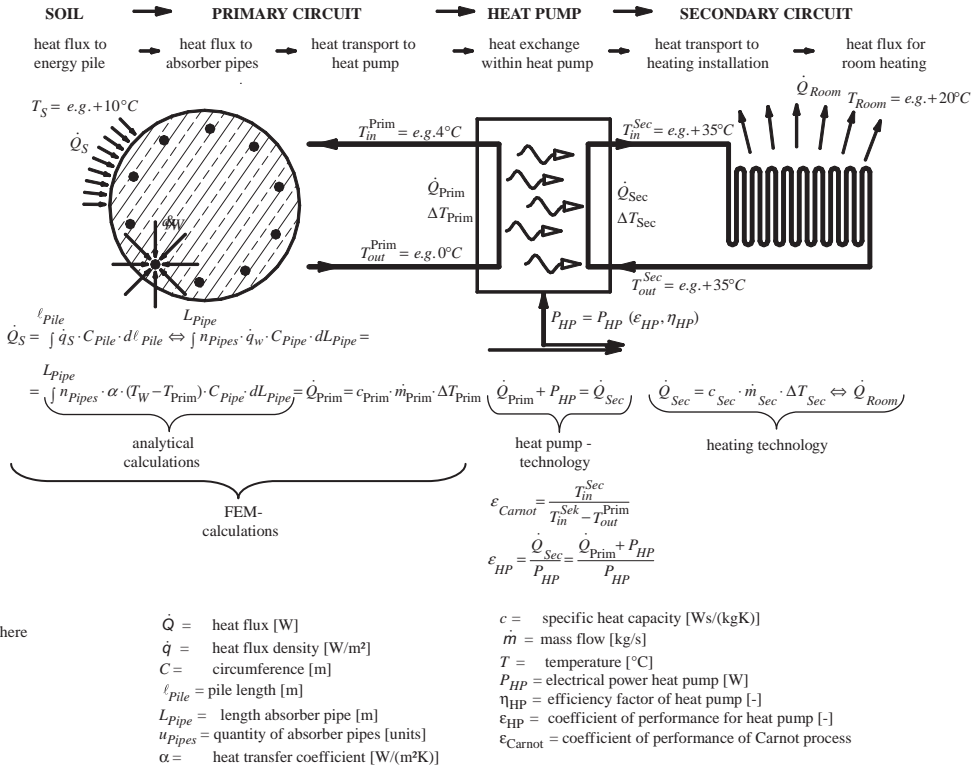 SOIL PRIMARY CIRCUIT HEAT PUMP SECONDARY CIRCUIT
heat flux to energy pile
heat flux to absorber pipes
heat transport to heat pump
heat exchange within heat pump
heat transport to heating installation
heat flux for room heating
T_S = e.g.+10°C
Q̇_S
T_in^Prim = e.g.4°C
Q̇_Prim
ΔT_Prim
T_out^Prim = e.g.0°C
T_in^Sec = e.g.+35°C
Q̇_Sec
ΔT_Sec
T_out^Sec = e.g.+35°C
Q̇_Room
T_Room = e.g.+20°C
P_HP = P_HP (ε_HP, η_HP)
ℓ_Pile L_Pipe
Q̇_S = ∫ q̇_S · C_Pile · dℓ_Pile ⇔ ∫ n_Pipes · q̇_w · C_Pipe · dL_Pipe =
L_Pipe
= ∫ n_Pipes · α · (T_W − T_Prim) · C_Pipe · dL_Pipe = Q̇_Prim = c_Prim · ṁ_Prim · ΔT_Prim
Q̇_Prim + P_HP = Q̇_Sec
Q̇_Sec = c_Sec · ṁ_Sec · ΔT_Sec ⇔ Q̇_Room
analytical
calculations
heat pump -
technology
heating technology
FEM-
calculations
ε_Carnot = T_in^Sec / (T_in^Sek − T_out^Prim)
ε_HP = Q̇_Sec / P_HP = (Q̇_Prim + P_HP) / P_HP
here
Q̇ = heat flux [W]
q̇ = heat flux density [W/m²]
C = circumference [m]
ℓ_Pile = pile length [m]
L_Pipe = length absorber pipe [m]
u_Pipes = quantity of absorber pipes [units]
α = heat transfer coefficient [W/(m²K)]
c = specific heat capacity [Ws/(kgK)]
ṁ = mass flow [kg/s]
T = temperature [°C]
P_HP = electrical power heat pump [W]
η_HP = efficiency factor of heat pump [-]
ε_HP = coefficient of performance for heat pump [-]
ε_Carnot = coefficient of performance of Carnot process